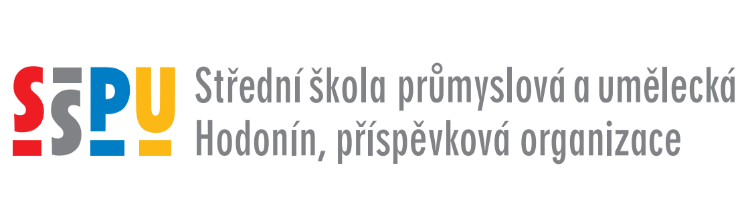 SŠPU
Střední škola průmyslová a umělecká
Hodonín, příspěvková organizace